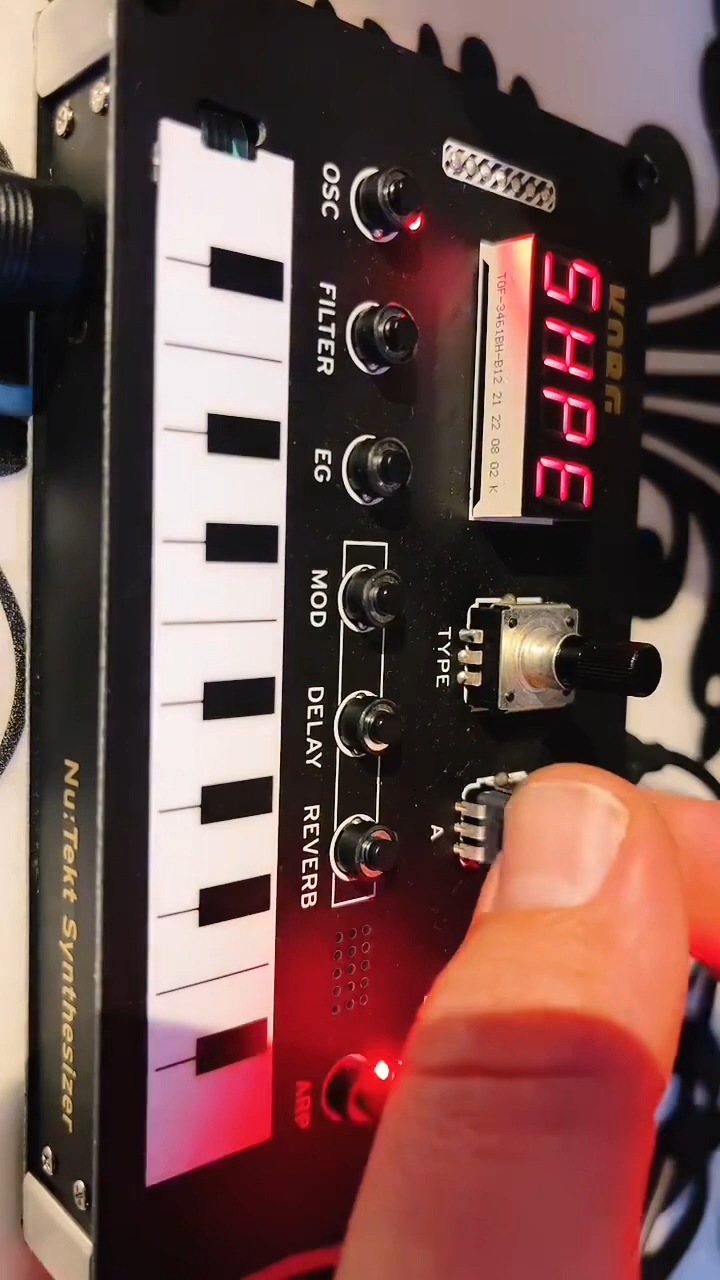 KORG
SHPE
TOF-3461BH-B12 21 22 08 02 K
TYPE
A
OSC
FILTER
EG
MOD
DELAY
REVERB
ARP
Nu:Tekt Synthesizer